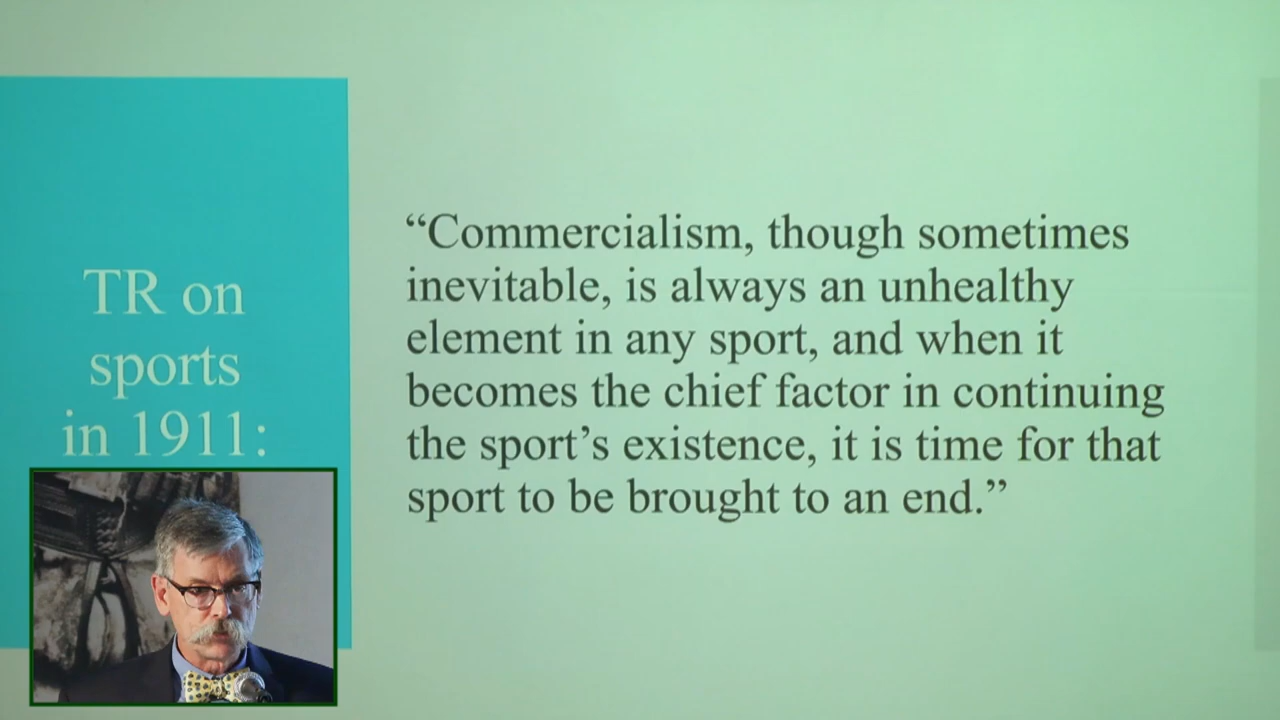 TR on
sports
in 1911:
“Commercialism, though sometimes
inevitable, is always an unhealthy
element in any sport, and when it
becomes the chief factor in continuing
the sport’s existence, it is time for that
sport to be brought to an end.”